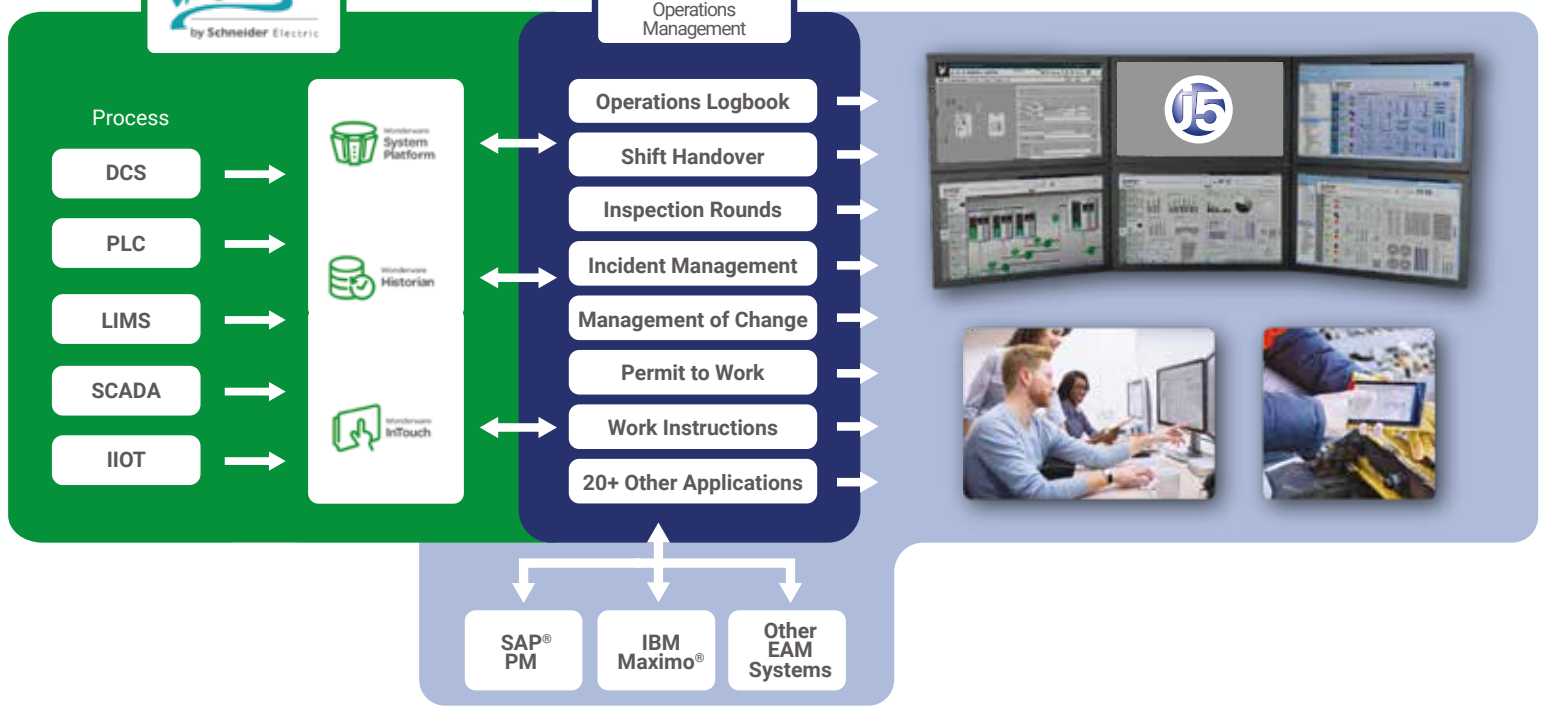 by Schneider Electric
Operations
Management
Process
DCS
PLC
LIMS
SCADA
IIOT
Wonderware
System
Platform
Wonderware
Historian
Wonderware
InTouch
Operations Logbook
Shift Handover
Inspection Rounds
Incident Management
Management of Change
Permit to Work
Work Instructions
20+ Other Applications
j5
SAP®
PM
IBM
Maximo®
Other
EAM
Systems